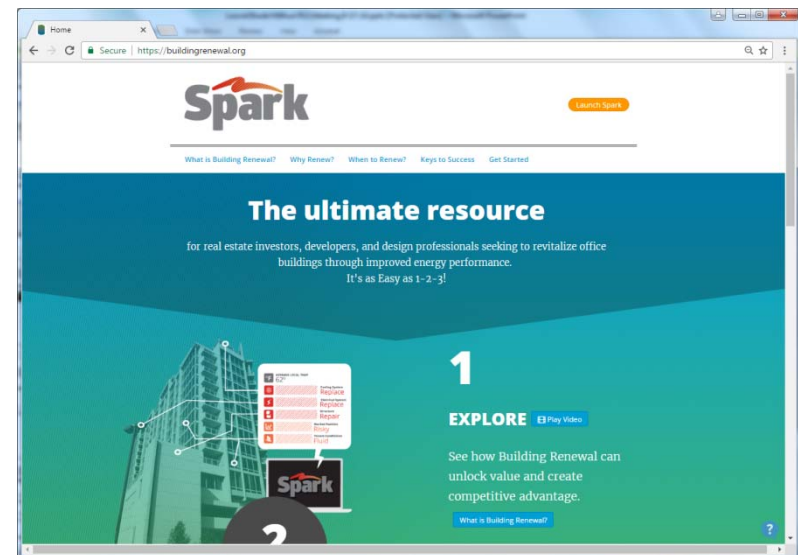 Home
Secure | https://buildingrenewal.org
Spark
Launch Spark
What is Building Renewal? Why Renew? When to Renew? Keys to Success Get Started
The ultimate resource
for real estate investors, developers, and design professionals seeking to revitalize office
buildings through improved energy performance.
It's as Easy as 1-2-3!
62°
Replace
Replace
Repair
Risky
Fluid
Spark
2
1
EXPLORE Play Video
See how Building Renewal can
unlock value and create
competitive advantage.
What is Building Renewal?
?